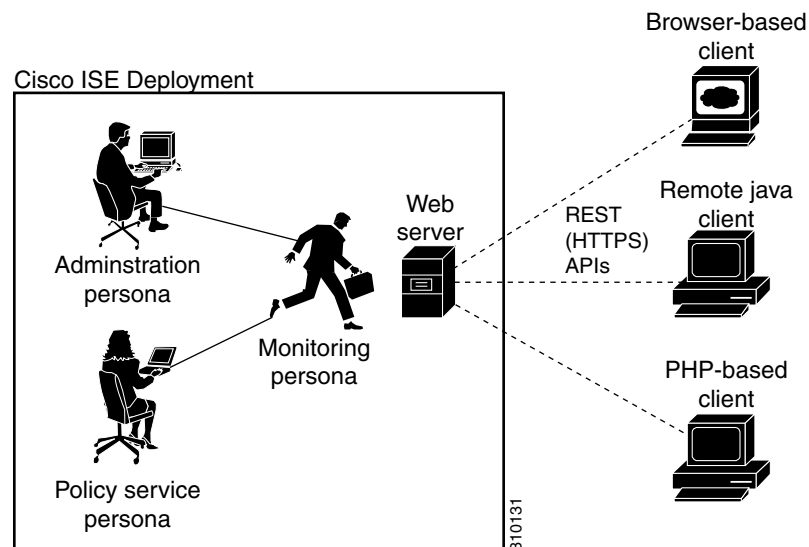 Browser-based
client
Cisco ISE Deployment
Web
server
REST
(HTTPS)
APIs
Remote java
client
Adminstration
persona
Monitoring
persona
PHP-based
client
Policy service
persona